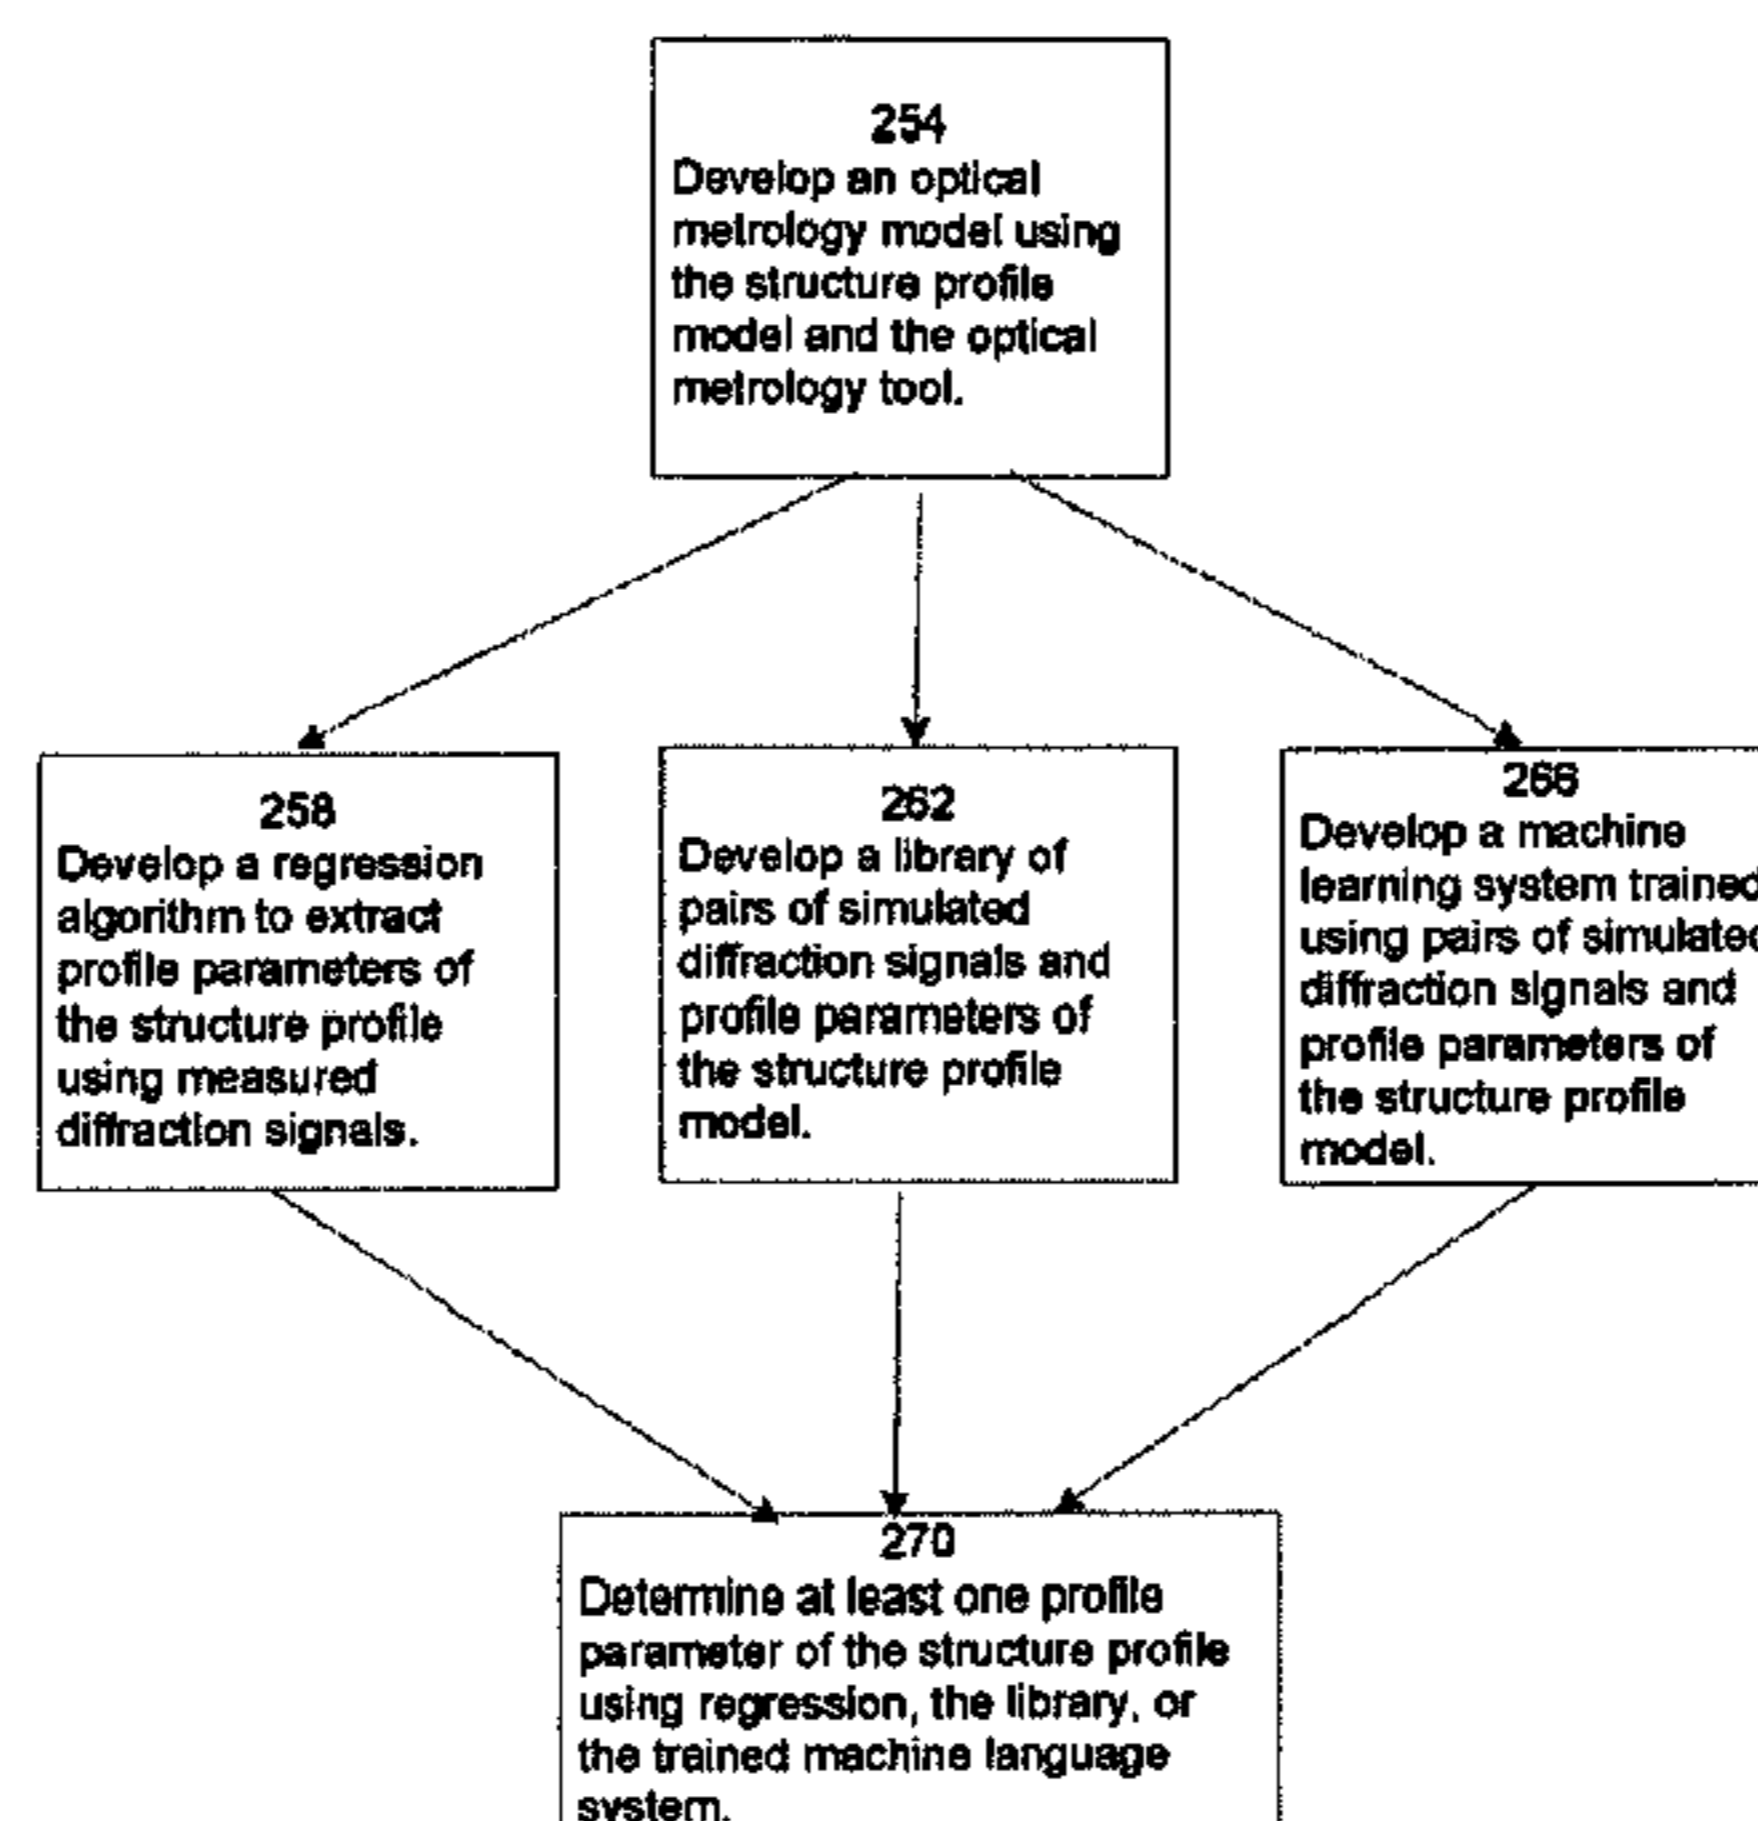 254
Develop an optical
metrology model using
the structure profile
model and the optical
metrology tool.
258
Develop a regression
algorithm to extract
profile parameters of
the structure profile
using measured
diffraction signals.
262
Develop a library of
pairs of simulated
diffraction signals and
profile parameters of
the structure profile
model.
266
Develop a machine
learning system trained
using pairs of simulated
diffraction signals and
profile parameters of
the structure profile
model.
270
Determine at least one profile
parameter of the structure profile
using regression, the library, or
the trained machine language
system.